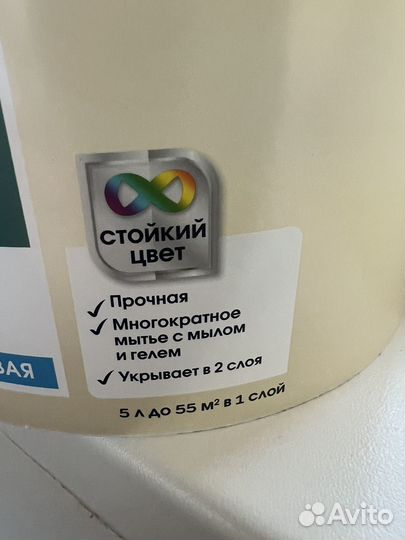 СТОЙКИЙ
ЦВЕТ
Прочная
Многократное
мытье с мылом
и гелем
Укрывает в 2 слоя
5 л до 55 м² в 1 слой
ВАЯ
Avito